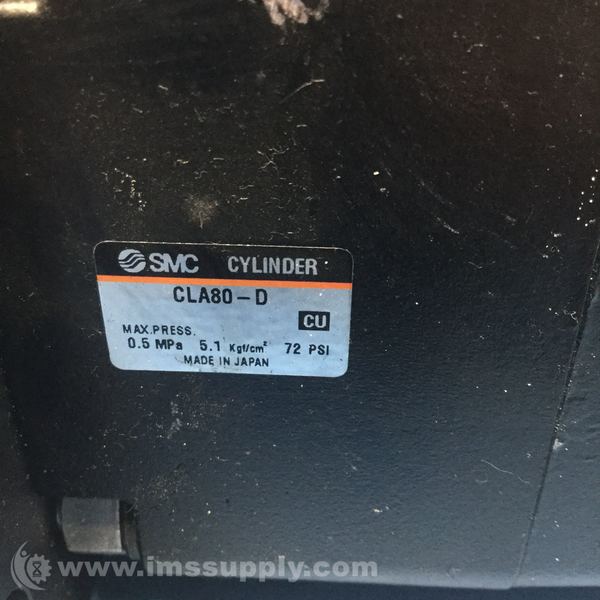 SMC CYLINDER
CLA80-D
CU
MAX.PRESS.
0.5 MPa 5.1 Kgf/cm² 72 PSI
MADE IN JAPAN
www.imssupply.com